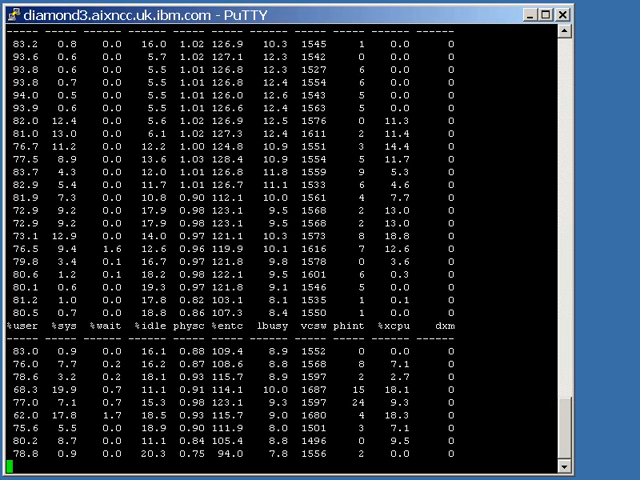 diamond3.aixncc.uk.ibm.com - PuTTY
----- ----- ------ ------ ----- ----- ------ ----- ----- ------ ------
83.2 0.8 0.0 16.0 1.02 126.9 10.3 1545 1 0.0 0
93.6 0.6 0.0 5.7 1.02 127.1 12.3 1542 0 0.0 0
93.8 0.6 0.0 5.5 1.01 126.8 12.3 1527 6 0.0 0
93.8 0.7 0.0 5.5 1.01 126.8 12.4 1554 6 0.0 0
94.0 0.5 0.0 5.5 1.01 126.0 12.6 1543 5 0.0 0
93.9 0.6 0.0 5.5 1.01 126.6 12.4 1563 5 0.0 0
82.0 12.4 0.0 5.6 1.02 126.9 12.5 1576 0 11.3 0
81.0 13.0 0.0 6.1 1.02 127.3 12.4 1611 2 11.4 0
76.7 11.2 0.0 12.2 1.00 124.8 10.9 1551 3 14.4 0
77.5 8.9 0.0 13.6 1.03 128.4 10.9 1554 5 11.7 0
83.7 4.3 0.0 12.0 1.01 126.8 11.8 1559 9 5.3 0
82.9 5.4 0.0 11.7 1.01 126.7 11.1 1533 6 4.6 0
81.9 7.3 0.0 10.8 0.90 112.1 10.0 1561 4 7.7 0
72.9 9.2 0.0 17.9 0.98 123.1 9.5 1568 2 13.0 0
72.9 9.2 0.0 17.9 0.98 123.1 9.5 1568 2 13.0 0
73.1 12.9 0.0 14.0 0.97 121.1 10.3 1573 8 18.8 0
76.5 9.4 1.6 12.6 0.96 119.9 10.1 1616 7 12.6 0
79.8 3.4 0.1 16.7 0.97 121.8 9.8 1578 0 3.6 0
80.6 1.2 0.1 18.2 0.98 122.1 9.5 1601 6 0.3 0
80.1 0.6 0.0 19.3 0.97 121.8 9.1 1546 5 0.0 0
81.2 1.0 0.0 17.8 0.82 103.1 8.1 1535 1 0.1 0
80.5 0.7 0.0 18.8 0.86 107.3 8.4 1550 1 0.0 0
%user %sys %wait %idle physc %entc lbusy vcsw phint %xcpu dxm
----- ----- ------ ------ ----- ----- ------ ----- ----- ------ ------
83.0 0.9 0.0 16.1 0.88 109.4 8.9 1552 0 0.0 0
76.0 7.7 0.2 16.2 0.87 108.6 8.8 1568 8 7.1 0
78.6 3.2 0.2 18.1 0.93 115.7 8.9 1597 2 2.7 0
68.3 19.9 0.7 11.1 0.91 114.1 10.0 1687 15 18.1 0
77.0 7.1 0.7 15.3 0.98 123.1 9.3 1597 24 9.3 0
62.0 17.8 1.7 18.5 0.93 115.7 9.0 1680 4 18.3 0
75.6 5.5 0.0 18.9 0.90 111.9 8.0 1501 3 7.1 0
80.2 8.7 0.0 11.1 0.84 105.4 8.8 1496 0 9.5 0
78.8 0.9 0.0 20.3 0.75 94.0 7.8 1556 2 0.0 0